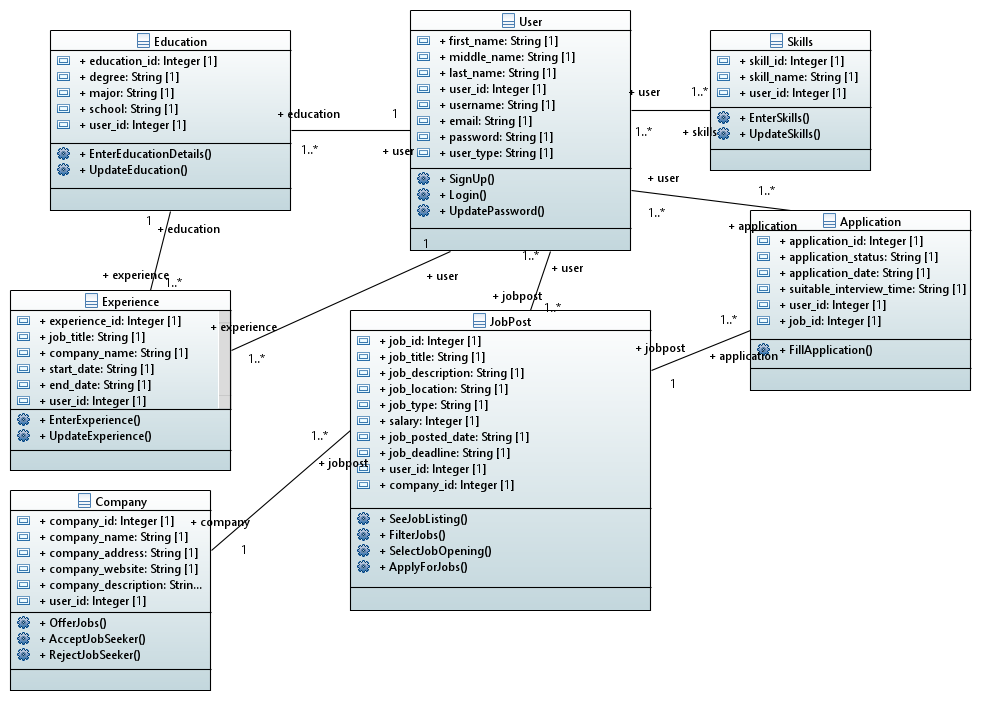 Education
+ education_id: Integer [1]
+ degree: String [1]
+ major: String [1]
+ school: String [1]
+ user_id: Integer [1]
+ EnterEducationDetails()
+ UpdateEducation()
User
+ first_name: String [1]
+ middle_name: String [1]
+ last_name: String [1]
+ user_id: Integer [1]
+ username: String [1]
+ email: String [1]
+ password: String [1]
+ user_type: String [1]
+ SignUp()
+ Login()
+ UpdatePassword()
Skills
+ skill_id: Integer [1]
+ skill_name: String [1]
+ user_id: Integer [1]
+ EnterSkills()
+ UpdateSkills()
+ education
1
1..*
+ user
+ user
1..*
1..*
+ skills
+ user
1..*
1..*
+ application
Application
+ application_id: Integer [1]
+ application_status: String [1]
+ application_date: String [1]
+ suitable_interview_time: String [1]
+ user_id: Integer [1]
+ job_id: Integer [1]
+ FillApplication()
1
+ education
+ experience
1..*
1
+ user
+ experience
1..*
1..*
+ user
+ jobpost
1..*
Experience
+ experience_id: Integer [1]
+ job_title: String [1]
+ company_name: String [1]
+ start_date: String [1]
+ end_date: String [1]
+ user_id: Integer [1]
+ EnterExperience()
+ UpdateExperience()
JobPost
+ job_id: Integer [1]
+ job_title: String [1]
+ job_description: String [1]
+ job_location: String [1]
+ job_type: String [1]
+ salary: Integer [1]
+ job_posted_date: String [1]
+ job_deadline: String [1]
+ user_id: Integer [1]
+ company_id: Integer [1]
+ SeeJobListing()
+ FilterJobs()
+ SelectJobOpening()
+ ApplyForJobs()
1..*
+ jobpost
+ application
1
1..*
+ jobpost
+ company
1
Company
+ company_id: Integer [1]
+ company_name: String [1]
+ company_address: String [1]
+ company_website: String [1]
+ company_description: Strin...
+ user_id: Integer [1]
+ OfferJobs()
+ AcceptJobSeeker()
+ RejectJobSeeker()